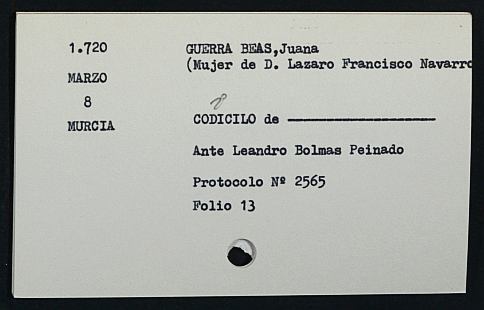 1.720
MARZO
8
MURCIA
GUERRA BEAS,Juana
(Mujer de D. Lazaro Francisco Navarro
CODICILO de
Ante Leandro Bolmas Peinado
Protocolo Nº 2565
Folio 13